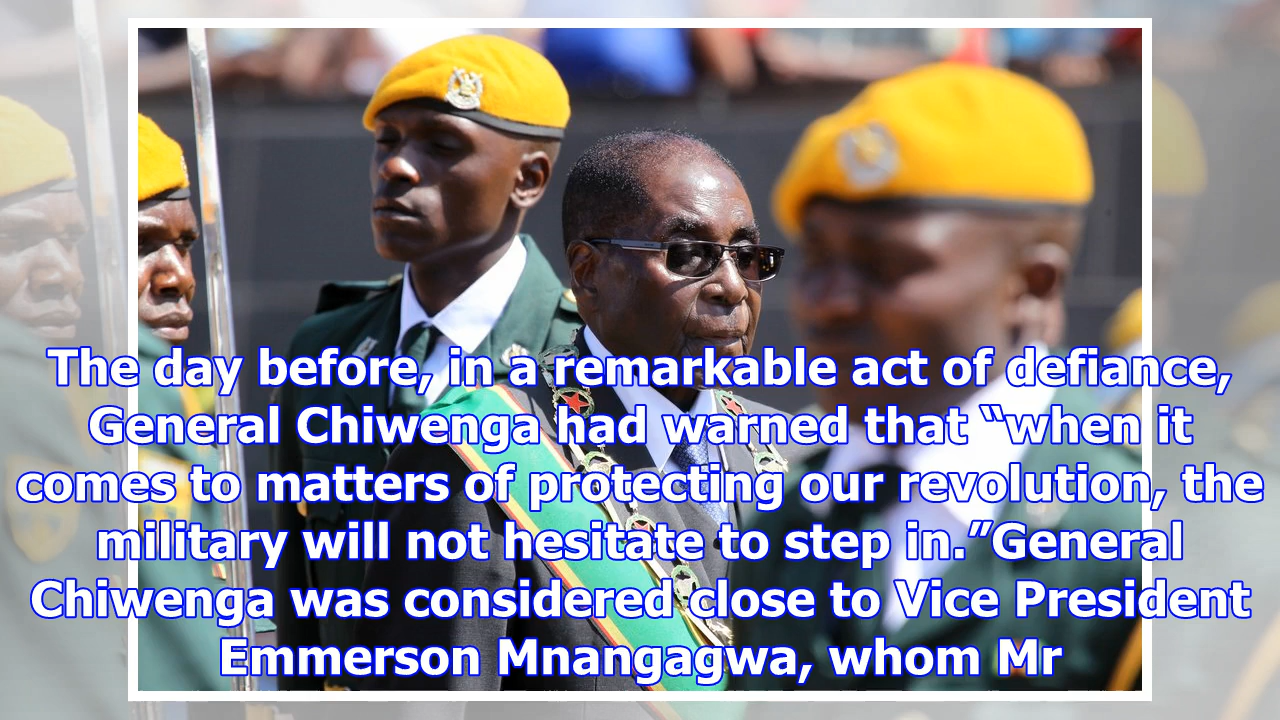 The day before, in a remarkable act of defiance,
General Chiwenga had warned that “when it
comes to matters of protecting our revolution, the
military will not hesitate to step in.”General
Chiwenga was considered close to Vice President
Emmerson Mnangagwa, whom Mr